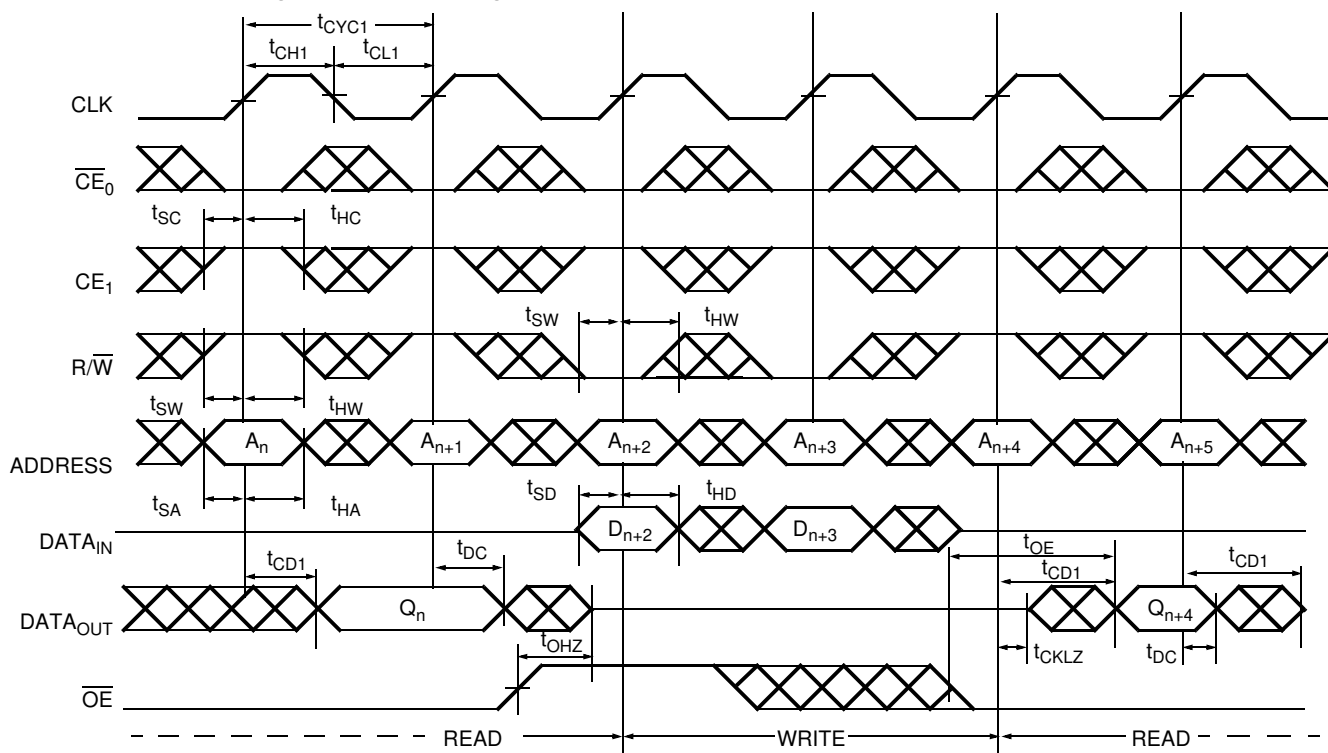 tCYC1
tCH1 tCL1
CLK
CE0
tSC tHC
CE1
tSW tHW
R/W
tSW tHW
An An+1 An+2 An+3 An+4 An+5
ADDRESS
tSA tHA tSD tHD
DATAIN Dn+2 Dn+3
tOE
tCD1 tDC tCD1 tCD1
DATAOUT Qn Qn+4
tOHZ tCKLZ tDC
OE
READ WRITE READ